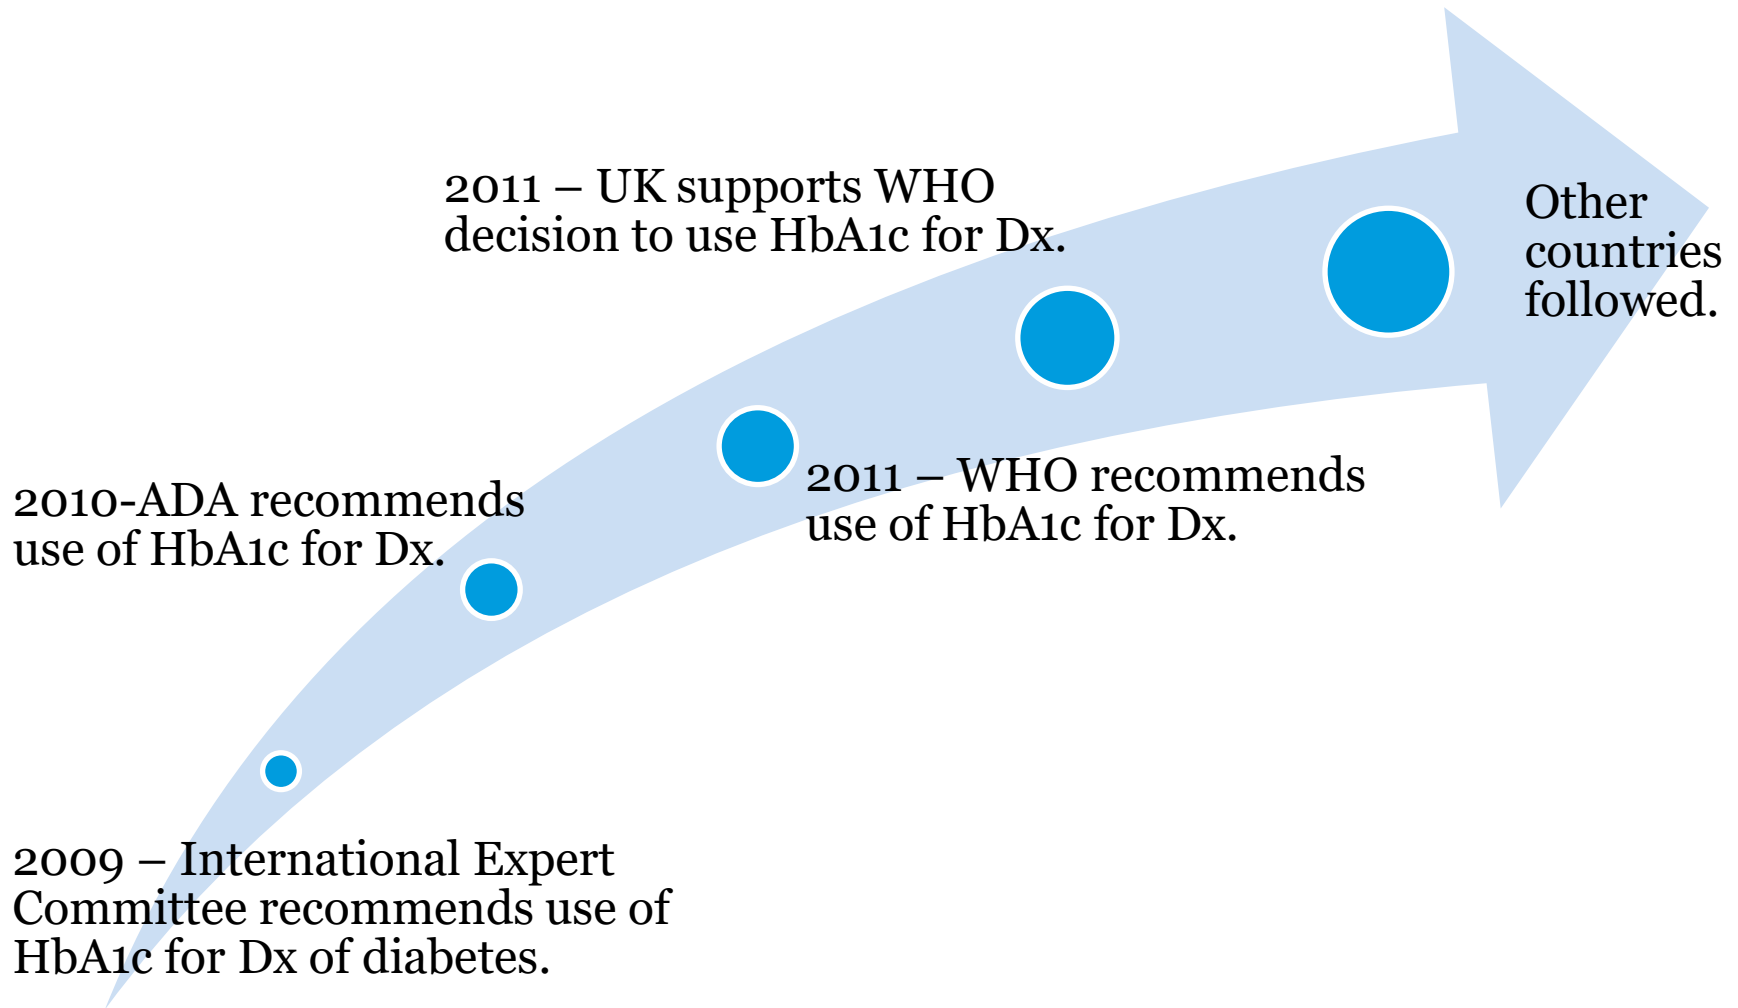 2011 – UK supports WHO
decision to use HbA1c for Dx.
Other
countries
followed.
2010-ADA recommends
use of HbA1c for Dx.
2011 – WHO recommends
use of HbA1c for Dx.
2009 – International Expert
Committee recommends use of
HbA1c for Dx of diabetes.